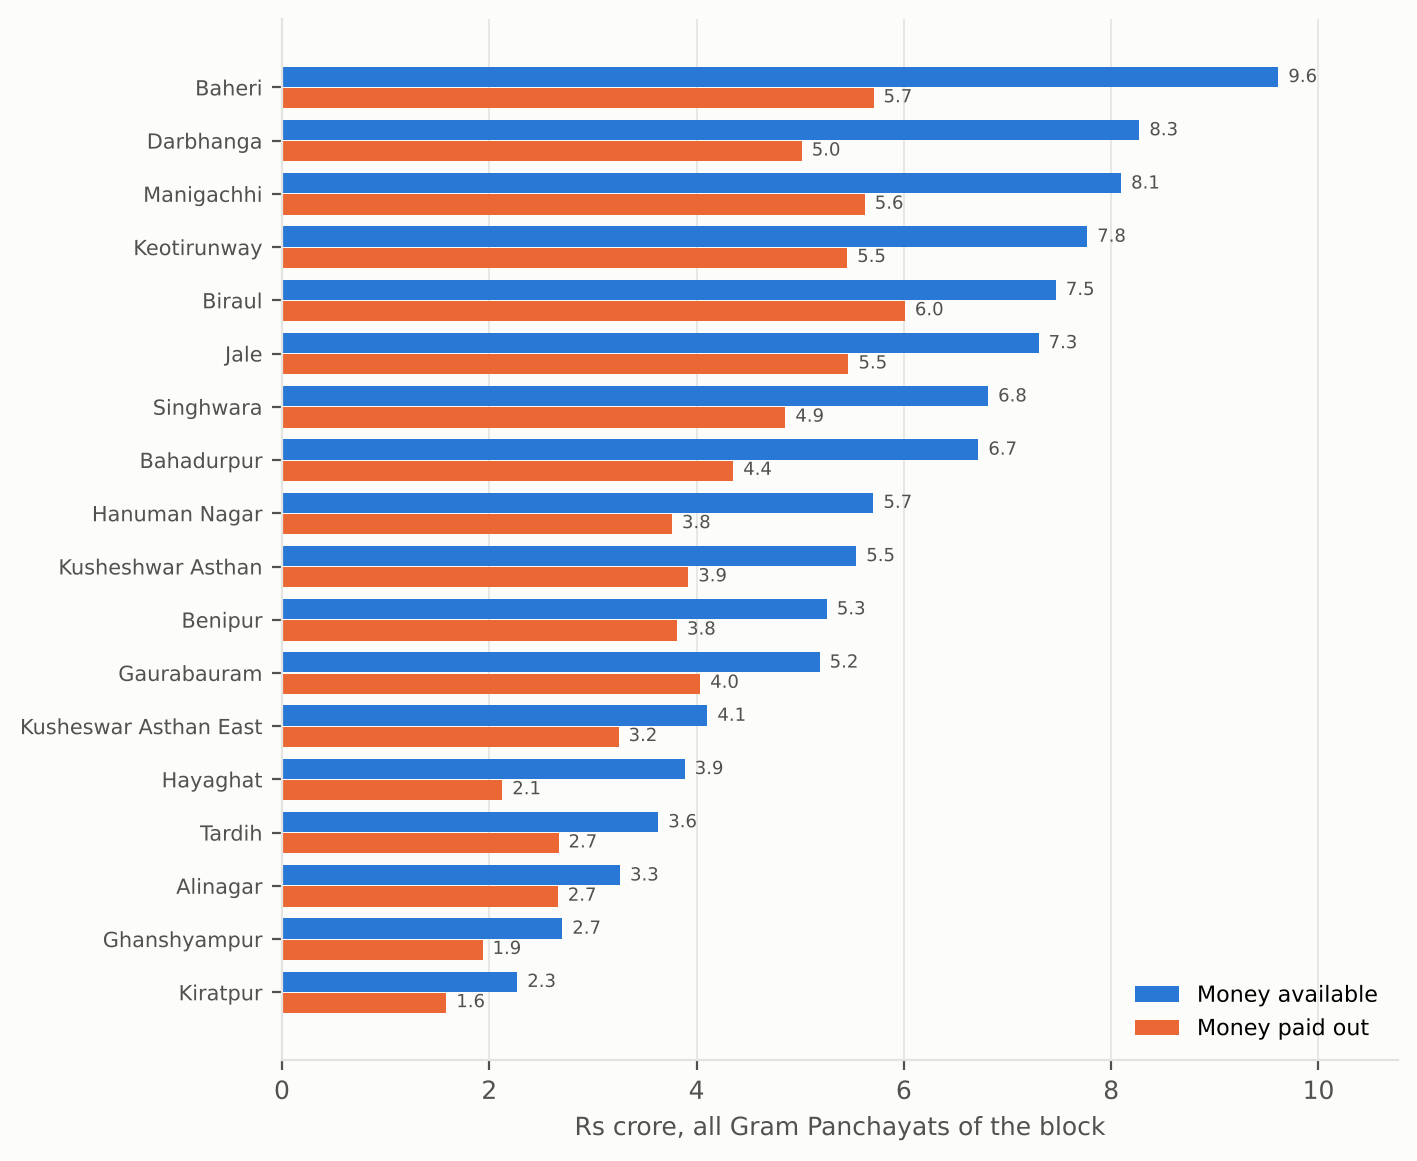 Baheri 9.6
5.7
Darbhanga 8.3
5.0
Manigachhi 8.1
5.6
Keotirunway 7.8
5.5
Biraul 7.5
6.0
Jale 7.3
5.5
Singhwara 6.8
4.9
Bahadurpur 6.7
4.4
Hanuman Nagar 5.7
3.8
Kusheshwar Asthan 5.5
3.9
Benipur 5.3
3.8
Gaurabauram 5.2
4.0
Kusheswar Asthan East 4.1
3.2
Hayaghat 3.9
2.1
Tardih 3.6
2.7
Alinagar 3.3
2.7
Ghanshyampur 2.7
1.9
Kiratpur 2.3
1.6
Money available
Money paid out
0 2 4 6 8 10
Rs crore, all Gram Panchayats of the block